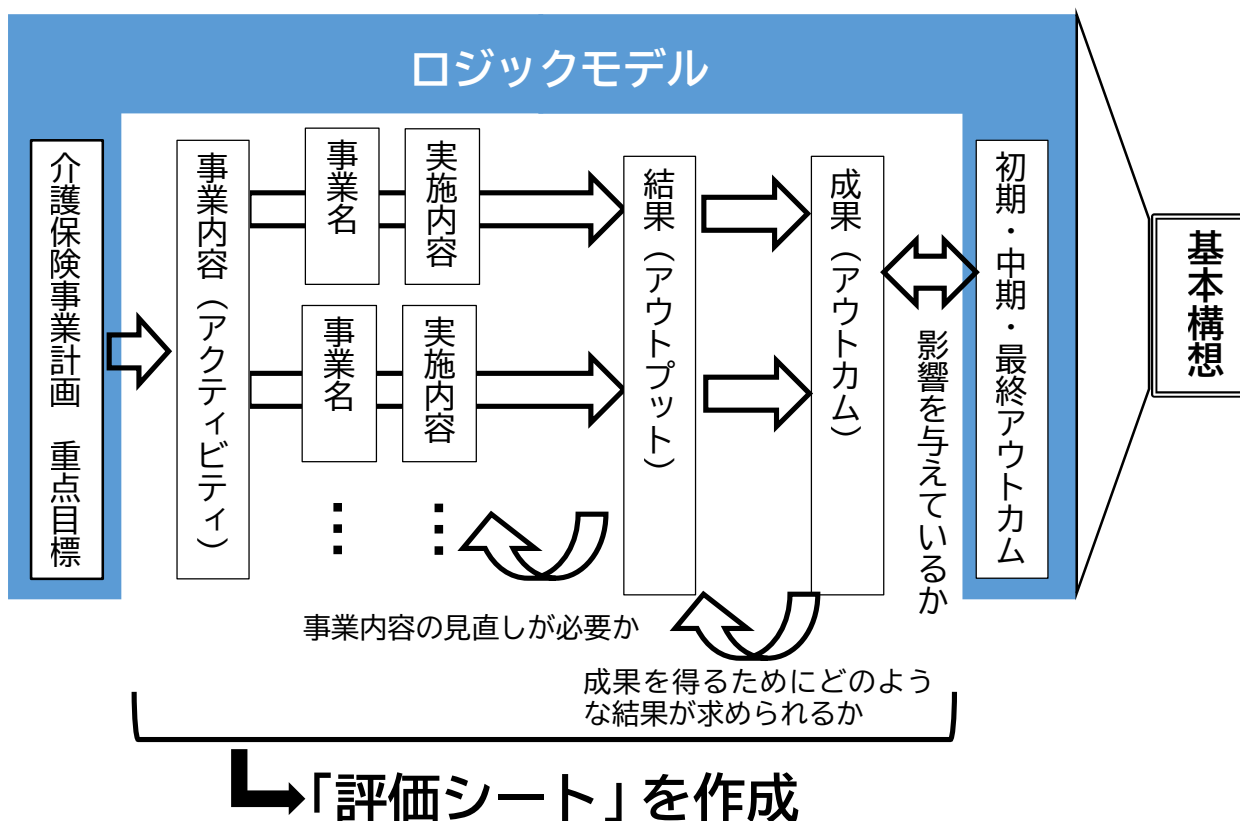 ロジックモデル
介護保険事業計画　重点目標
事業内容（アクティビティ）
事業名
実施内容
事業名
実施内容
⋮
⋮
結果（アウトプット）
成果（アウトカム）
影響を与えているか
初期・中期・最終アウトカム
基本構想
事業内容の見直しが必要か
成果を得るためにどのよう
な結果が求められるか
「評価シート」を作成